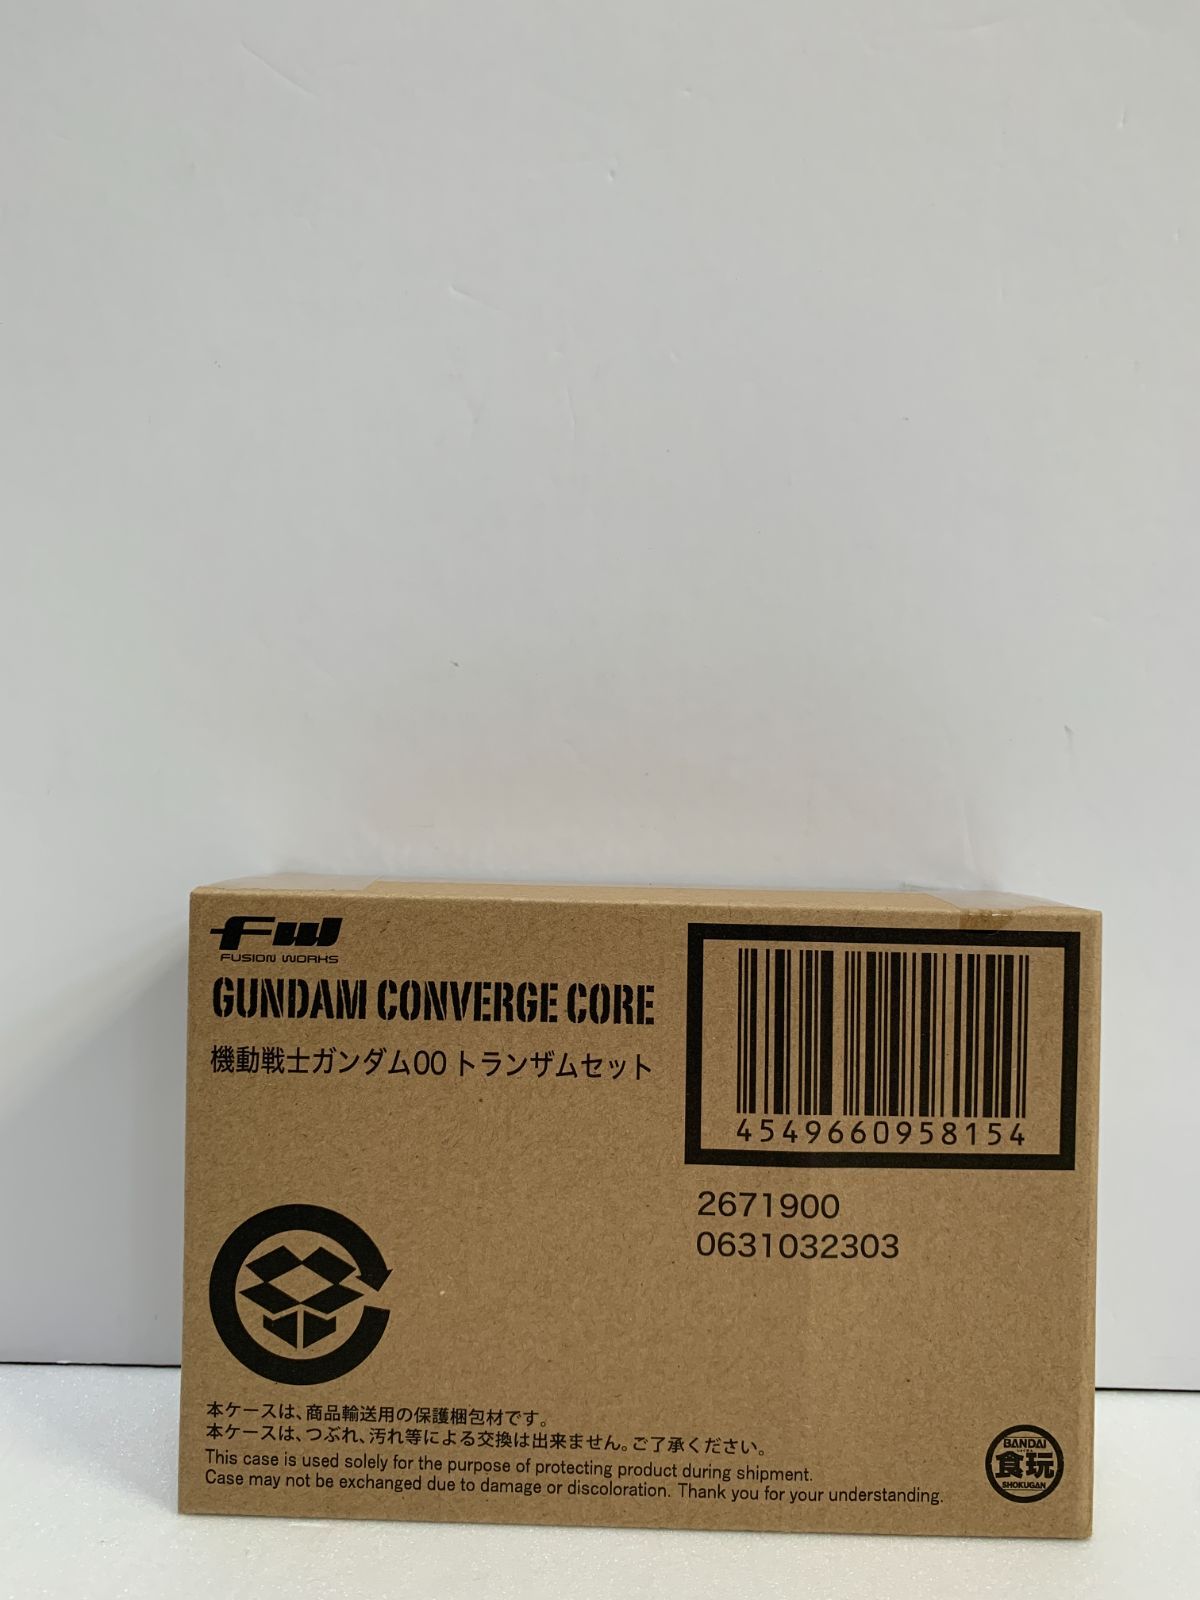 FW
FUSION WORKS
GUNDAM CONVERGE CORE
機動戦士ガンダム00 トランザムセット
4549660958154
2671900
0631032303
本ケースは、商品輸送用の保護梱包材です。
本ケースは、つぶれ、汚れ等による交換は出来ません。ご了承ください。
This case is used solely for the purpose of protecting product during shipment.
Case may not be exchanged due to damage or discoloration. Thank you for your understanding.
BANDAI
食玩
SHOKUGAN